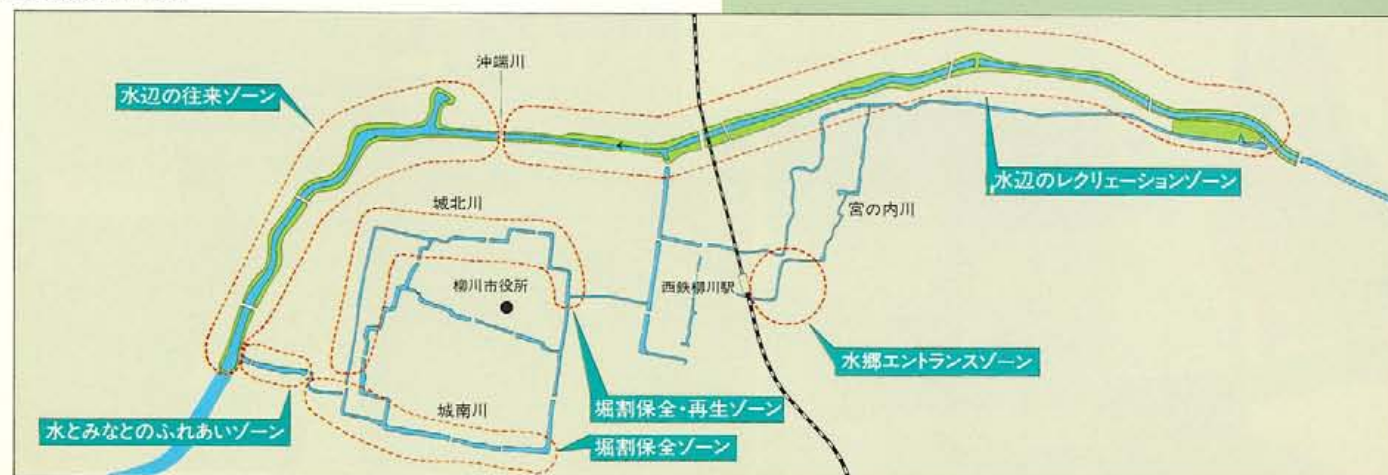 沖端川
水辺の往来ゾーン
水辺のレクリェーションゾーン
城北川
宮の内川
柳川市役所
西鉄柳川駅
水郷エントランスゾーン
城南川
堀割保全・再生ゾーン
水とみなとのふれあいゾーン
堀割保全ゾーン